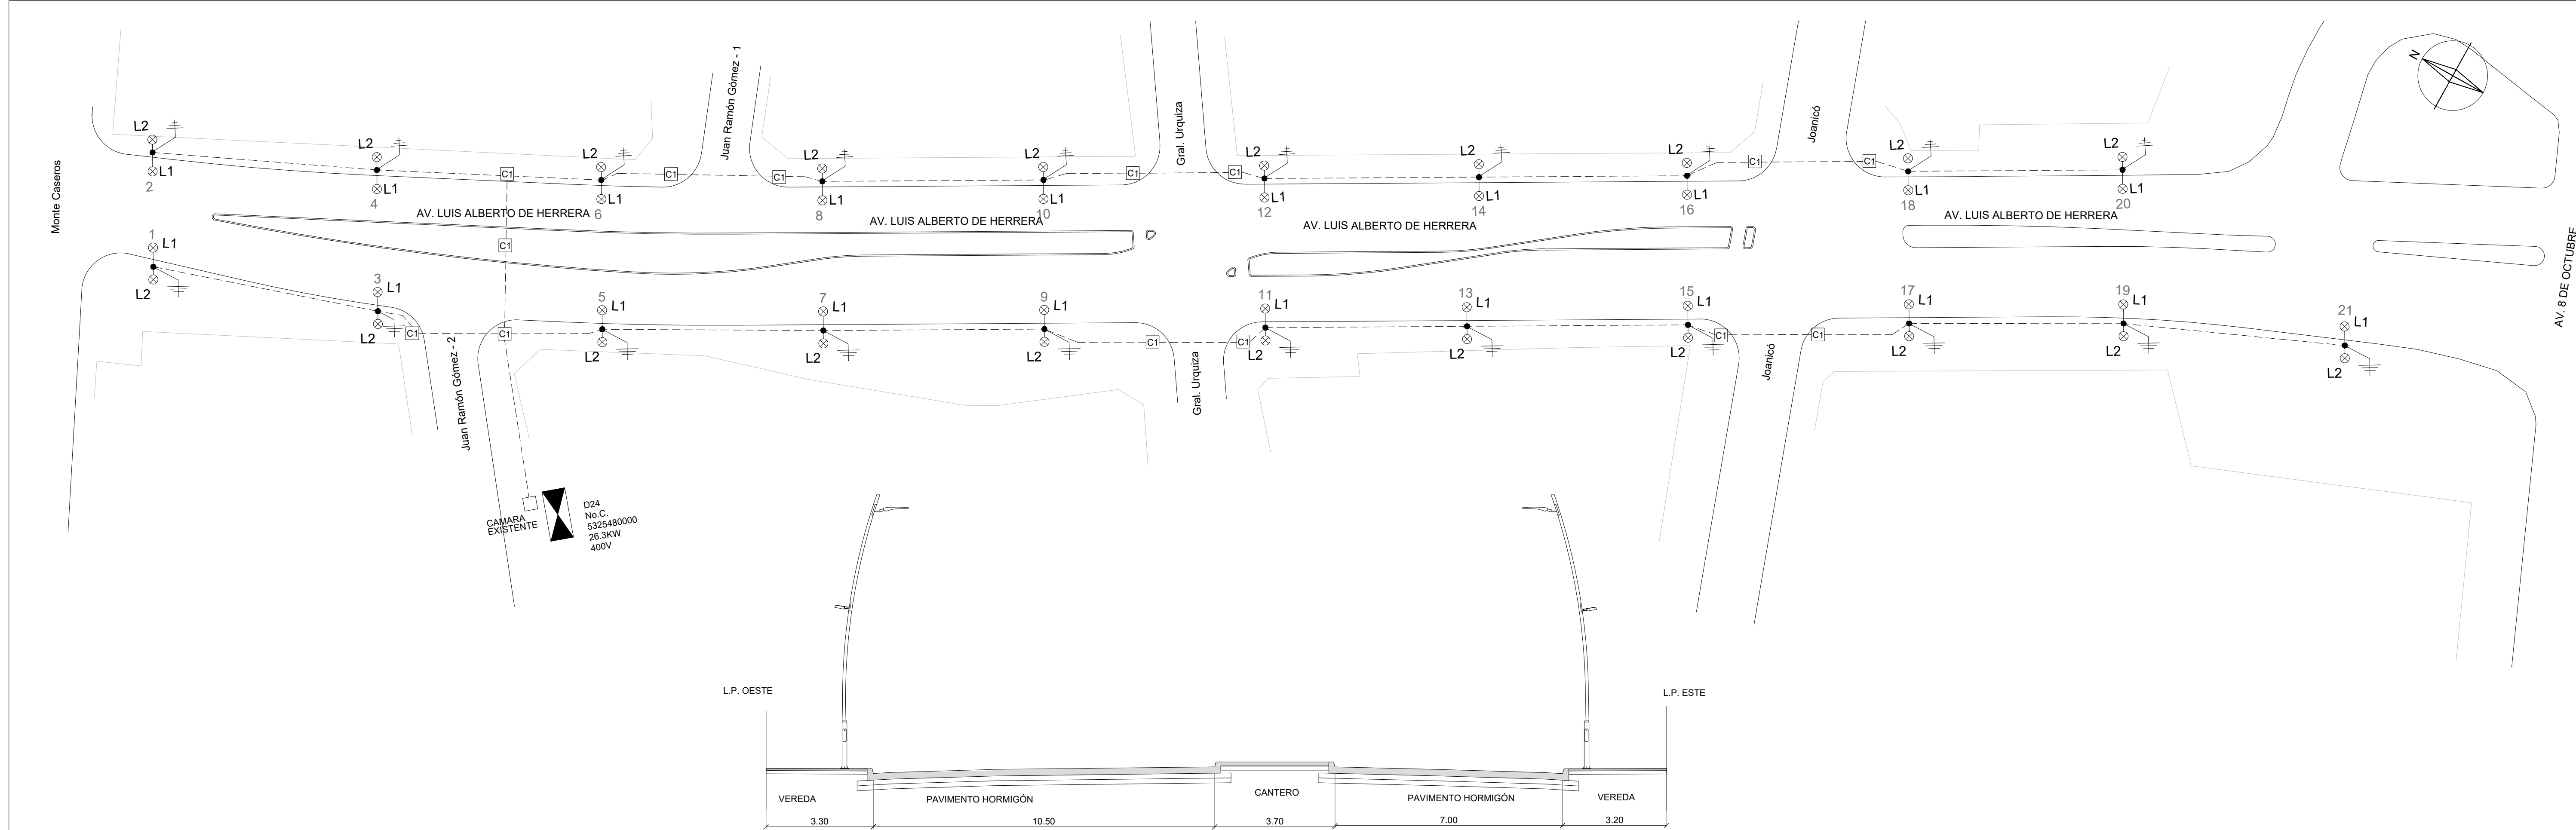 N
Juan Ramón Gómez - 1
Gral. Urquiza
Joanicó
Monte Caseros
L2
L2
L2
L2
L2
L2
L2
L2
L2
L2
C1
C1
C1
C1
C1
C1
C1
L1
L1
L1
L1
L1
L1
L1
L1
L1
L1
2
4
6
8
10
12
14
16
18
20
AV. LUIS ALBERTO DE HERRERA
AV. LUIS ALBERTO DE HERRERA
AV. LUIS ALBERTO DE HERRERA
AV. LUIS ALBERTO DE HERRERA
C1
AV. 8 DE OCTUBRE
1
3
5
7
9
11
13
15
17
19
21
L1
L1
L1
L1
L1
L1
L1
L1
L1
L1
L1
L2
L2
L2
L2
L2
L2
L2
L2
L2
L2
L2
C1
C1
C1
C1
C1
C1
Juan Ramón Gómez - 2
Gral. Urquiza
Joanicó
CAMARA
EXISTENTE
D24
No.C.
5325480000
26.3KW
400V
L.P. OESTE
L.P. ESTE
VEREDA
PAVIMENTO HORMIGÓN
CANTERO
PAVIMENTO HORMIGÓN
VEREDA
3.30
10.50
3.70
7.00
3.20